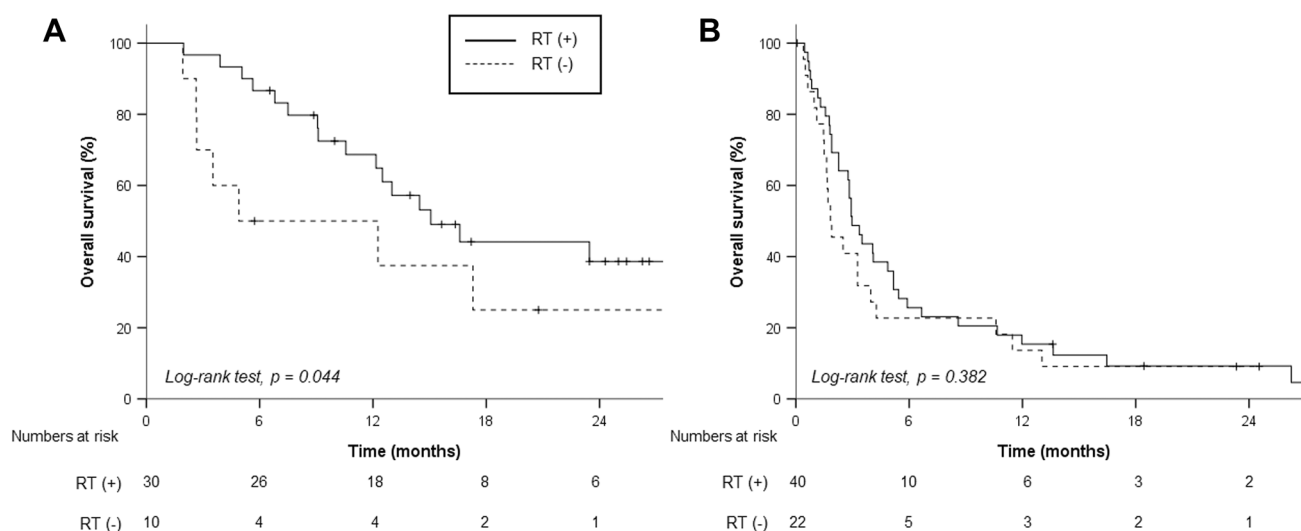 A
RT (+)
RT (-)
Overall survival (%)
100
80
60
40
20
0
Log-rank test, p = 0.044
0 6 12 18 24
Time (months)
Numbers at risk
RT (+) 30 26 18 8 6
RT (-) 10 4 4 2 1
B
Overall survival (%)
100
80
60
40
20
0
Log-rank test, p = 0.382
0 6 12 18 24
Time (months)
Numbers at risk
RT (+) 40 10 6 3 2
RT (-) 22 5 3 2 1